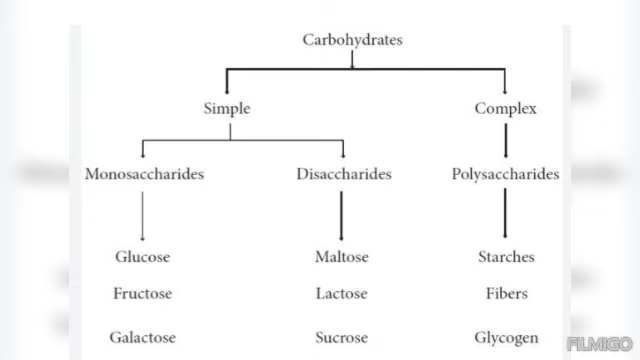 Carbohydrates
Simple Complex
Monosaccharides Disaccharides Polysaccharides
Glucose Maltose Starches
Fructose Lactose Fibers
Galactose Sucrose Glycogen
FILMIGO